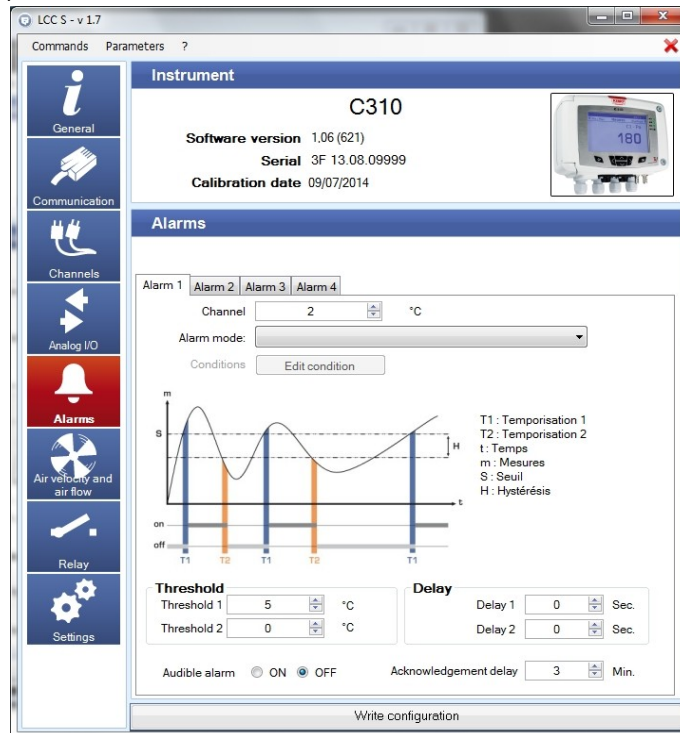 LCC S - v 1.7
Commands Parameters ?
General
Communication
Channels
Analog I/O
Alarms
Air velocity and
air flow
Relay
Settings
Instrument
C310
Software version 1,06 (621)
Serial 3F 13.08.09999
Calibration date 09/07/2014
180
Alarms
Alarm 1 Alarm 2 Alarm 3 Alarm 4
Channel 2 °C
Alarm mode:
Conditions Edit condition
m
S
H
t
on
off
T1 T2 T1 T2 T1
T1 : Temporisation 1
T2 : Temporisation 2
t : Temps
m : Mesures
S : Seuil
H : Hystérésis
Threshold
Threshold 1 5 °C
Threshold 2 0 °C
Delay
Delay 1 0 Sec.
Delay 2 0 Sec.
Audible alarm ON OFF
Acknowledgement delay 3 Min.
Write configuration